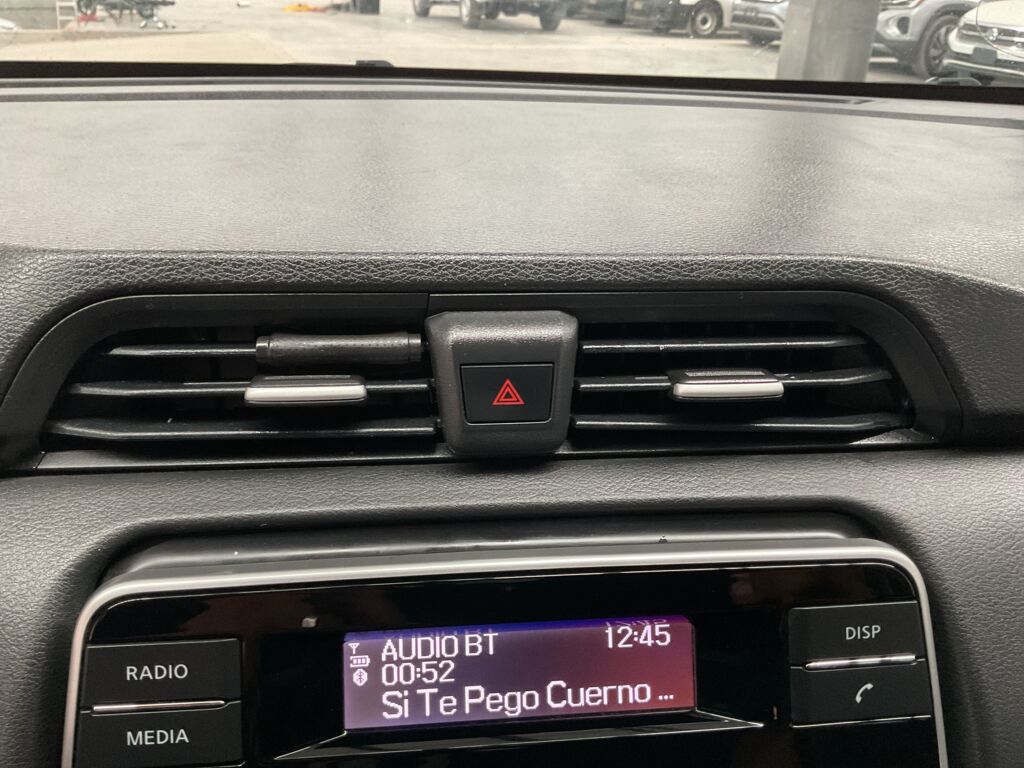 AUDIO BT 12:45
00:52
Si Te Pego Cuerno ...
RADIO
MEDIA
DISP